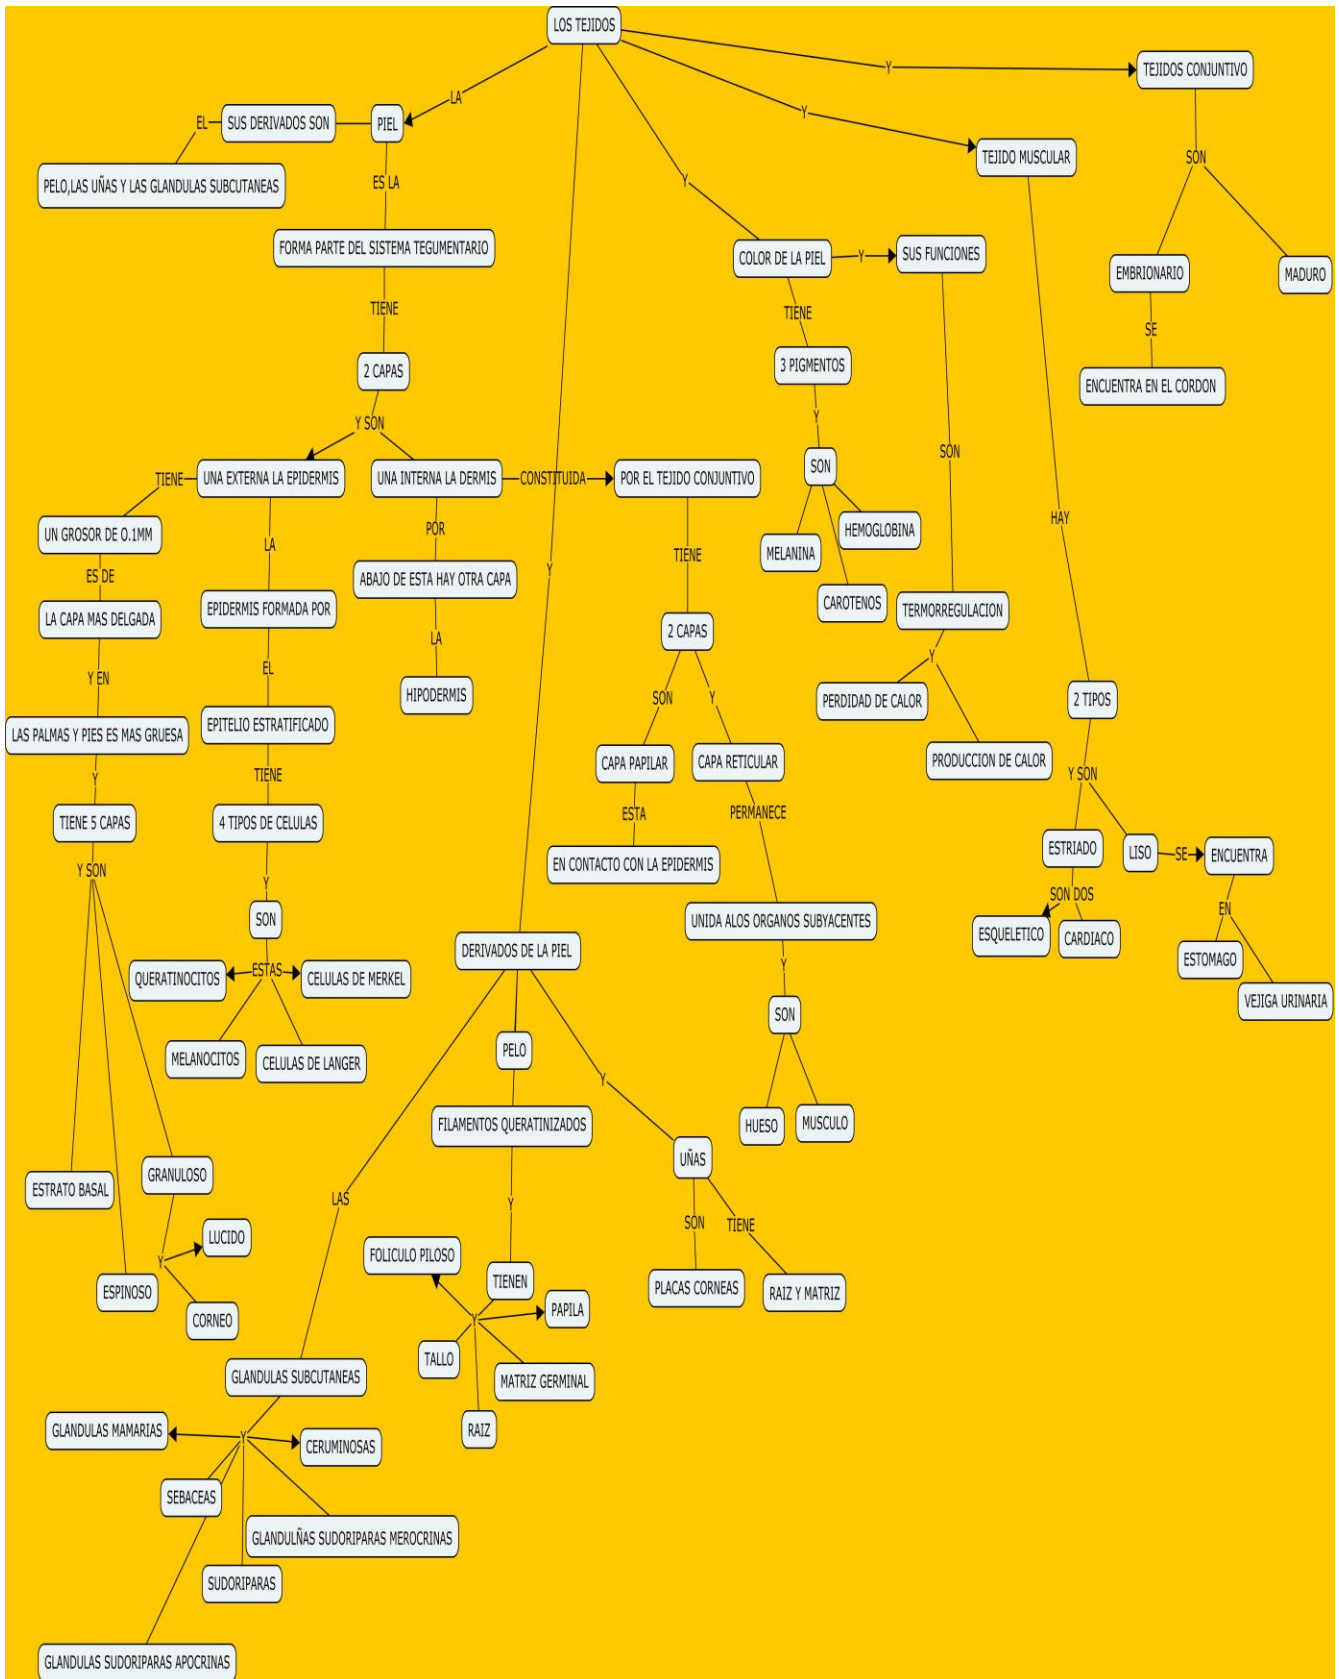 LOS TEJIDOS
Y
TEJIDOS CONJUNTIVO
LA
EL
SUS DERIVADOS SON
PIEL
Y
TEJIDO MUSCULAR
SON
PELO,LAS UÑAS Y LAS GLANDULAS SUBCUTANEAS
ES LA
Y
FORMA PARTE DEL SISTEMA TEGUMENTARIO
COLOR DE LA PIEL
Y
SUS FUNCIONES
EMBRIONARIO
MADURO
TIENE
TIENE
SE
2 CAPAS
3 PIGMENTOS
ENCUENTRA EN EL CORDON
Y SON
Y
SON
TIENE
UNA EXTERNA LA EPIDERMIS
UNA INTERNA LA DERMIS
CONSTITUIDA
POR EL TEJIDO CONJUNTIVO
SON
HAY
UN GROSOR DE O.1MM
LA
POR
MELANINA
HEMOGLOBINA
TIENE
ES DE
ABAJO DE ESTA HAY OTRA CAPA
Y
CAROTENOS
LA CAPA MAS DELGADA
EPIDERMIS FORMADA POR
LA
2 CAPAS
TERMORREGULACION
Y EN
EL
HIPODERMIS
SON
Y
Y
PERDIDAD DE CALOR
2 TIPOS
LAS PALMAS Y PIES ES MAS GRUESA
EPITELIO ESTRATIFICADO
CAPA PAPILAR
CAPA RETICULAR
PRODUCCION DE CALOR
Y
TIENE
Y SON
TIENE 5 CAPAS
4 TIPOS DE CELULAS
ESTA
PERMANECE
ESTRIADO
LISO
SE
ENCUENTRA
Y SON
Y
EN CONTACTO CON LA EPIDERMIS
SON DOS
EN
SON
UNIDA ALOS ORGANOS SUBYACENTES
ESQUELETICO
CARDIACO
ESTOMAGO
QUERATINOCITOS
ESTAS
CELULAS DE MERKEL
DERIVADOS DE LA PIEL
Y
VEJIGA URINARIA
MELANOCITOS
CELULAS DE LANGER
PELO
SON
Y
FILAMENTOS QUERATINIZADOS
HUESO
MUSCULO
ESTRATO BASAL
GRANULOSO
UÑAS
LAS
Y
SON
TIENE
LUCIDO
Y
FOLICULO PILOSO
TIENEN
PLACAS CORNEAS
RAIZ Y MATRIZ
ESPINOSO
CORNEO
Y
PAPILA
TALLO
MATRIZ GERMINAL
GLANDULAS SUBCUTANEAS
RAIZ
GLANDULAS MAMARIAS
Y
CERUMINOSAS
SEBACEAS
GLANDULÑAS SUDORIPARAS MEROCRINAS
SUDORIPARAS
GLANDULAS SUDORIPARAS APOCRINAS